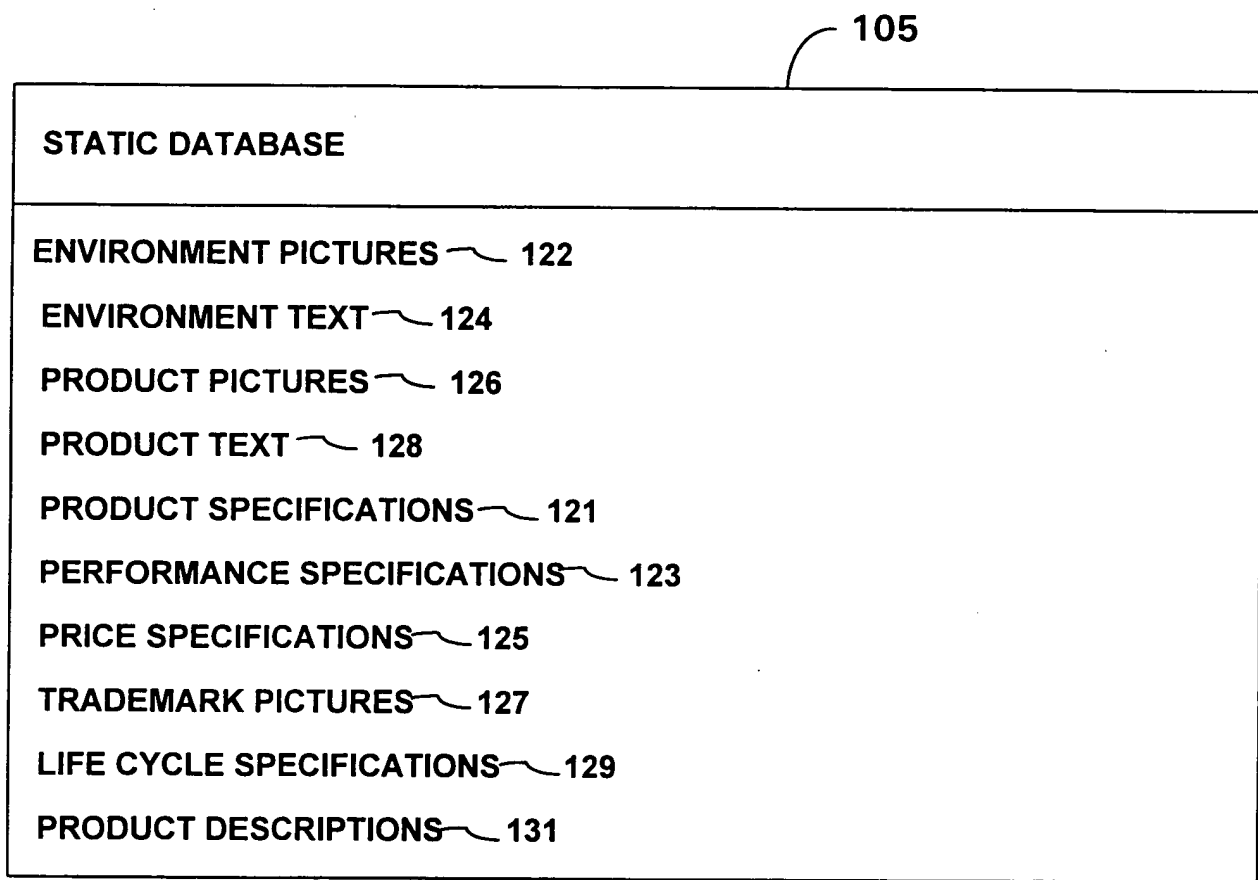 105
STATIC DATABASE
ENVIRONMENT PICTURES 122
ENVIRONMENT TEXT 124
PRODUCT PICTURES 126
PRODUCT TEXT 128
PRODUCT SPECIFICATIONS 121
PERFORMANCE SPECIFICATIONS 123
PRICE SPECIFICATIONS 125
TRADEMARK PICTURES 127
LIFE CYCLE SPECIFICATIONS 129
PRODUCT DESCRIPTIONS 131